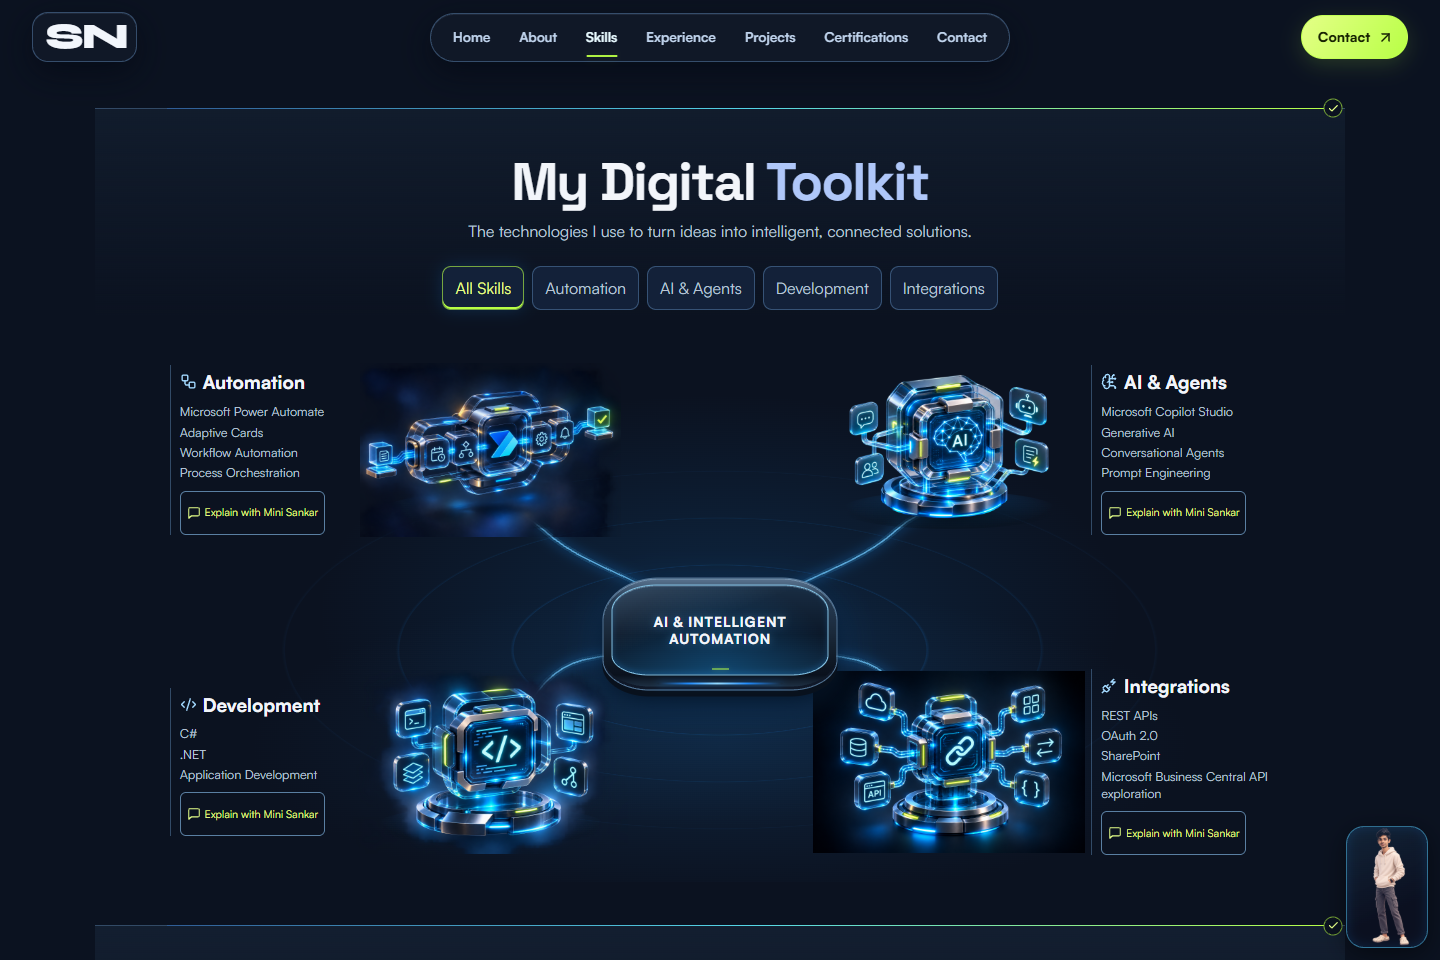 SN
Home
About
Skills
Experience
Projects
Certifications
Contact
Contact
My Digital Toolkit
The technologies I use to turn ideas into intelligent, connected solutions.
All Skills
Automation
AI & Agents
Development
Integrations
Automation
Microsoft Power Automate
Adaptive Cards
Workflow Automation
Process Orchestration
Explain with Mini Sankar
AI
AI & Agents
Microsoft Copilot Studio
Generative AI
Conversational Agents
Prompt Engineering
Explain with Mini Sankar
AI & INTELLIGENT
AUTOMATION
Development
C#
.NET
Application Development
Explain with Mini Sankar
</>
API
{ }
Integrations
REST APIs
OAuth 2.0
SharePoint
Microsoft Business Central API
exploration
Explain with Mini Sankar